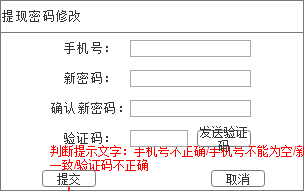 提现密码修改
手机号：
新密码：
确认新密码：
验证码： 发送验证码
判断提示文字：手机号不正确/手机号不能为空/新
一致/验证码不正确
提交 取消